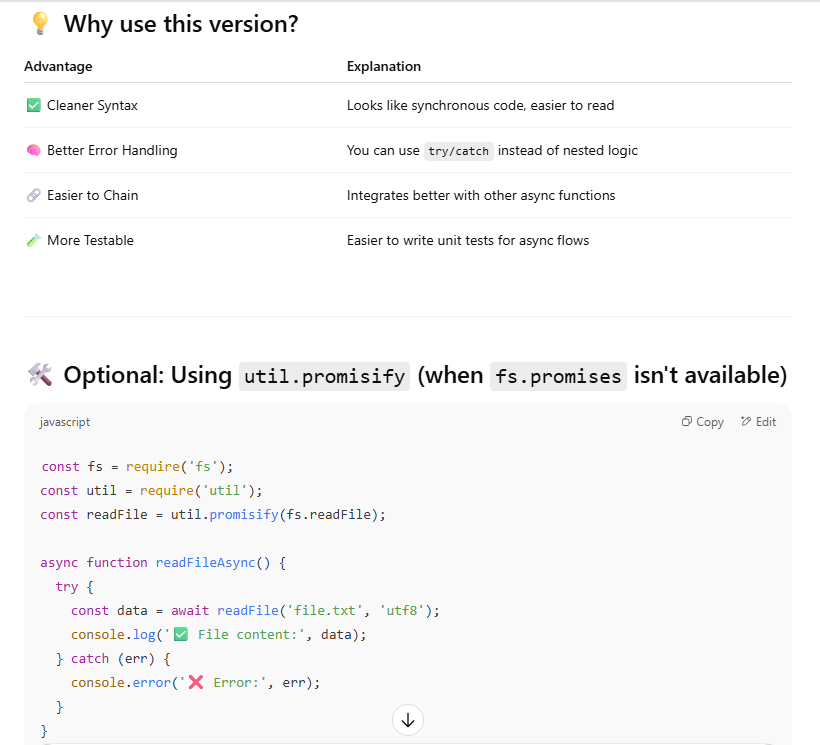 💡 Why use this version?
Advantage Explanation
✅ Cleaner Syntax Looks like synchronous code, easier to read
🧠 Better Error Handling You can use try/catch instead of nested logic
🔗 Easier to Chain Integrates better with other async functions
🧪 More Testable Easier to write unit tests for async flows
🛠️ Optional: Using util.promisify (when fs.promises isn't available)
javascript Copy Edit
const fs = require('fs');
const util = require('util');
const readFile = util.promisify(fs.readFile);
async function readFileAsync() {
  try {
    const data = await readFile('file.txt', 'utf8');
    console.log('✅ File content:', data);
  } catch (err) {
    console.error('❌ Error:', err);
  }
}